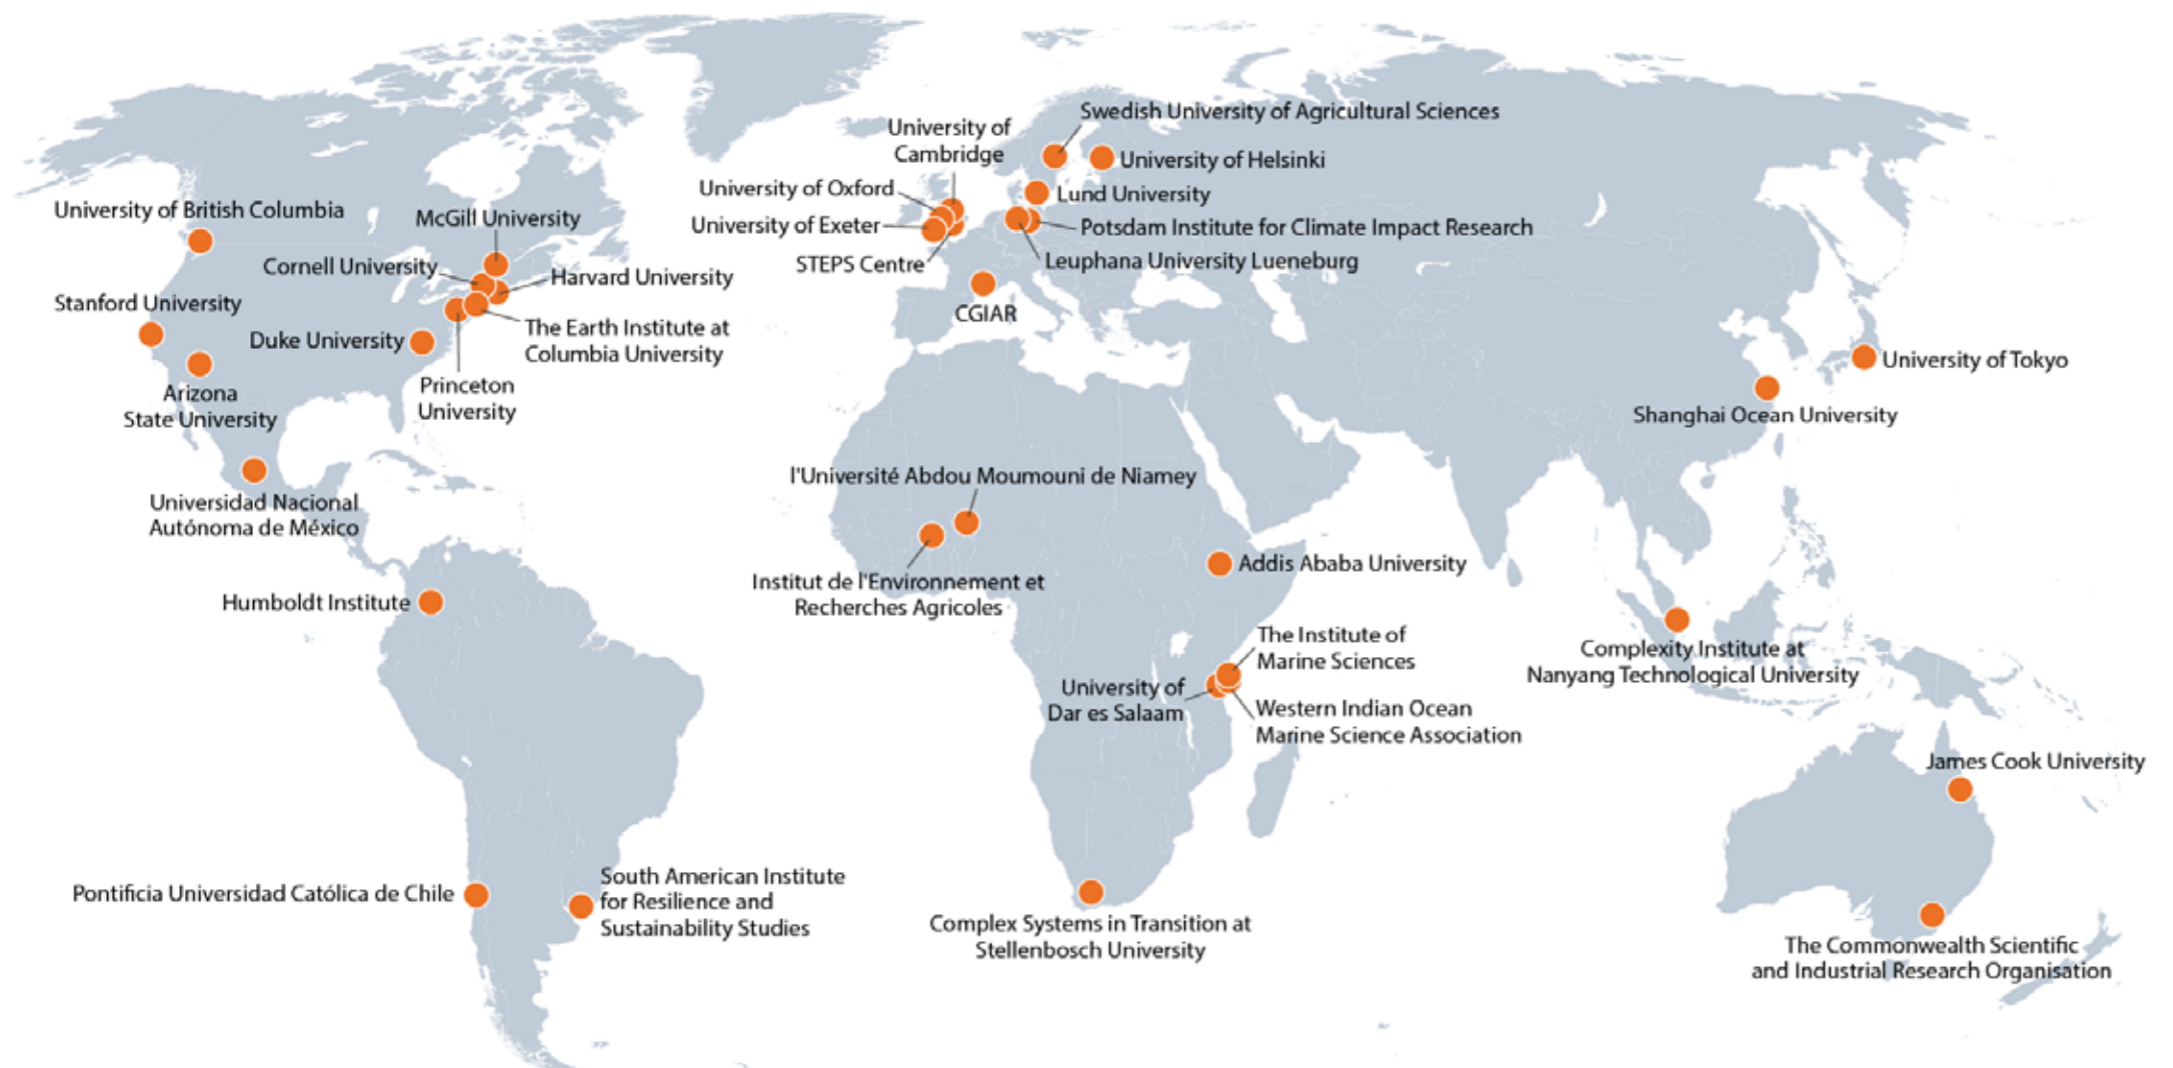 Swedish University of Agricultural Sciences
University of
Cambridge
University of Helsinki
University of Oxford
Lund University
University of British Columbia
McGill University
University of Exeter
Potsdam Institute for Climate Impact Research
STEPS Centre
Leuphana University Lueneburg
Cornell University
Harvard University
Stanford University
CGIAR
The Earth Institute at
Columbia University
Duke University
University of Tokyo
Princeton
University
Arizona
State University
Shanghai Ocean University
l'Université Abdou Moumouni de Niamey
Universidad Nacional
Autónoma de México
Addis Ababa University
Institut de l'Environnement et
Recherches Agricoles
Humboldt Institute
The Institute of
Marine Sciences
Complexity Institute at
Nanyang Technological University
University of
Dar es Salaam
Western Indian Ocean
Marine Science Association
James Cook University
South American Institute
for Resilience and
Sustainability Studies
Pontificia Universidad Católica de Chile
Complex Systems in Transition at
Stellenbosch University
The Commonwealth Scientific
and Industrial Research Organisation